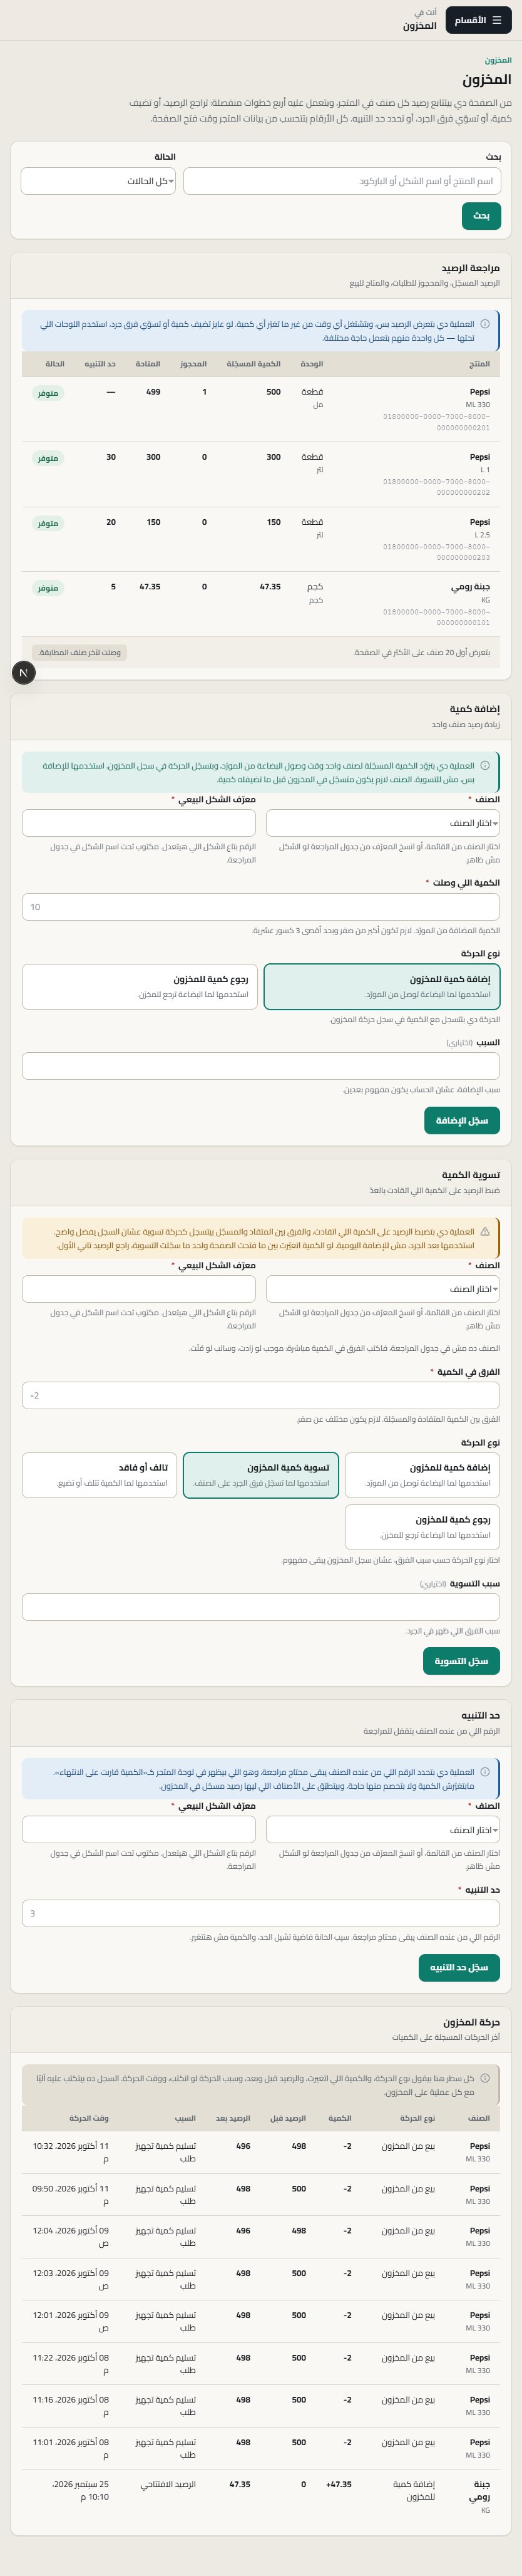 الأقسام
أنت في
المخزون
المخزون
المخزون
من الصفحة دي بيتتابع رصيد كل صنف في المتجر، وبتعمل عليه أربع خطوات منفصلة: تراجع الرصيد، أو تضيف
كمية، أو تسوّي فرق الجرد، أو تحدد حد التنبيه. كل الأرقام بتتحسب من بيانات المتجر وقت فتح الصفحة.
بحث
الحالة
اسم المنتج أو اسم الشكل أو الباركود
كل الحالات
بحث
مراجعة الرصيد
الرصيد المسجّل، والمحجوز للطلبات، والمتاح للبيع
العملية دي بتعرض الرصيد بس، وبتشتغل أي وقت من غير ما تغيّر أي كمية. لو عايز تضيف كمية أو تسوّي فرق جرد، استخدم اللوحات اللي
تحتها — كل واحدة منهم بتعمل حاجة مختلفة.
المنتج الوحدة الكمية المسجّلة المحجوز المتاحة حد التنبيه الحالة
Pepsi قطعة 500 1 499 — متوفر
330 ML مل
01800000-0000-7000-8000-
000000000201
Pepsi قطعة 300 0 300 30 متوفر
1 L لتر
01800000-0000-7000-8000-
000000000202
Pepsi قطعة 150 0 150 20 متوفر
2.5 L لتر
01800000-0000-7000-8000-
000000000203
جبنة رومي كجم 47.35 0 47.35 5 متوفر
KG كجم
01800000-0000-7000-8000-
000000000101
بتعرض أول 20 صنف على الأكتر في الصفحة.
وصلت لآخر صنف المطابقة.
N
إضافة كمية
زيادة رصيد صنف واحد
العملية دي بتزوّد الكمية المسجّلة لصنف واحد وقت وصول البضاعة من المورّد، وبتسجّل الحركة في سجل المخزون. استخدمها للإضافة
بس، مش للتسوية. الصنف لازم يكون متسجّل في المخزون قبل ما تضيفله كمية.
الصنف *
معرّف الشكل البيعي *
اختار الصنف
اختار الصنف من القائمة، أو انسخ المعرّف من جدول المراجعة لو الشكل
مش ظاهر.
الرقم بتاع الشكل اللي هيتعدل. مكتوب تحت اسم الشكل في جدول
المراجعة.
الكمية اللي وصلت *
10
الكمية المضافة من المورّد. لازم تكون أكبر من صفر وبحد أقصى 3 كسور عشرية.
نوع الحركة
إضافة كمية للمخزون
استخدمها لما البضاعة توصل من المورّد.
رجوع كمية للمخزون
استخدمها لما البضاعة ترجع للمخزن.
الحركة دي بتتسجل مع الكمية في سجل حركة المخزون.
السبب (اختياري)
سبب الإضافة، عشان الحساب يكون مفهوم بعدين.
سجّل الإضافة
تسوية الكمية
ضبط الرصيد على الكمية اللي اتقادت بالعدّ
العملية دي بتضبط الرصيد على الكمية اللي اتقادت، والفرق بين المتقاد والمسجّل بيتسجل كحركة تسوية عشان السجل يفضل واضح.
استخدمها بعد الجرد، مش للإضافة اليومية. لو الكمية اتغيّرت بين ما فتحت الصفحة ولحد ما سجّلت التسوية، راجع الرصيد تاني الأول.
الصنف *
معرّف الشكل البيعي *
اختار الصنف
اختار الصنف من القائمة، أو انسخ المعرّف من جدول المراجعة لو الشكل
مش ظاهر.
الرقم بتاع الشكل اللي هيتعدل. مكتوب تحت اسم الشكل في جدول
المراجعة.
الصنف ده مش في جدول المراجعة، فاكتب الفرق في الكمية مباشرة: موجب لو زادت، وسالب لو قلّت.
الفرق في الكمية *
-2
الفرق بين الكمية المتقادة والمسجّلة. لازم يكون مختلف عن صفر.
نوع الحركة
إضافة كمية للمخزون
استخدمها لما البضاعة توصل من المورّد.
تسوية كمية المخزون
استخدمها لما تسجّل فرق الجرد على الصنف.
تالف أو فاقد
استخدمها لما الكمية تتلف أو تضيع.
رجوع كمية للمخزون
استخدمها لما البضاعة ترجع للمخزن.
اختار نوع الحركة حسب سبب الفرق، عشان سجل المخزون يبقى مفهوم.
سبب التسوية (اختياري)
سبب الفرق اللي ظهر في الجرد.
سجّل التسوية
حد التنبيه
الرقم اللي من عنده الصنف يتقفل للمراجعة
العملية دي بتحدد الرقم اللي من عنده الصنف يبقى محتاج مراجعة، وهو اللي بيظهر في لوحة المتجر كـ«الكمية قاربت على الانتهاء».
مابتغيّرش الكمية ولا بتخصم منها حاجة، وبيتطبّق على الأصناف اللي ليها رصيد مسجّل في المخزون.
الصنف *
معرّف الشكل البيعي *
اختار الصنف
اختار الصنف من القائمة، أو انسخ المعرّف من جدول المراجعة لو الشكل
مش ظاهر.
الرقم بتاع الشكل اللي هيتعدل. مكتوب تحت اسم الشكل في جدول
المراجعة.
حد التنبيه *
3
الرقم اللي من عنده الصنف يبقى محتاج مراجعة. سيب الخانة فاضية تشيل الحد، والكمية مش هتتغير.
سجّل حد التنبيه
حركة المخزون
آخر الحركات المسجلة على الكميات
كل سطر هنا بيقول نوع الحركة، والكمية اللي اتغيرت، والرصيد قبل وبعد، وسبب الحركة لو اتكتب، ووقت الحركة. السجل ده بيتكتب عليه آليًا
مع كل عملية على المخزون.
الصنف نوع الحركة الكمية الرصيد قبل الرصيد بعد السبب وقت الحركة
Pepsi بيع من المخزون -2 498 496 تسليم كمية تجهيز 11 أكتوبر 2026، 10:32
330 ML طلب م
Pepsi بيع من المخزون -2 500 498 تسليم كمية تجهيز 11 أكتوبر 2026، 09:50
330 ML طلب م
Pepsi بيع من المخزون -2 498 496 تسليم كمية تجهيز 09 أكتوبر 2026، 12:04
330 ML طلب ص
Pepsi بيع من المخزون -2 500 498 تسليم كمية تجهيز 09 أكتوبر 2026، 12:03
330 ML طلب ص
Pepsi بيع من المخزون -2 500 498 تسليم كمية تجهيز 09 أكتوبر 2026، 12:01
330 ML طلب ص
Pepsi بيع من المخزون -2 500 498 تسليم كمية تجهيز 08 أكتوبر 2026، 11:22
330 ML طلب م
Pepsi بيع من المخزون -2 500 498 تسليم كمية تجهيز 08 أكتوبر 2026، 11:16
330 ML طلب م
Pepsi بيع من المخزون -2 500 498 تسليم كمية تجهيز 08 أكتوبر 2026، 11:01
330 ML طلب م
جبنة إضافة كمية +47.35 0 47.35 الرصيد الافتتاحي 25 سبتمبر 2026،
رومي للمخزون 10:10 م
KG